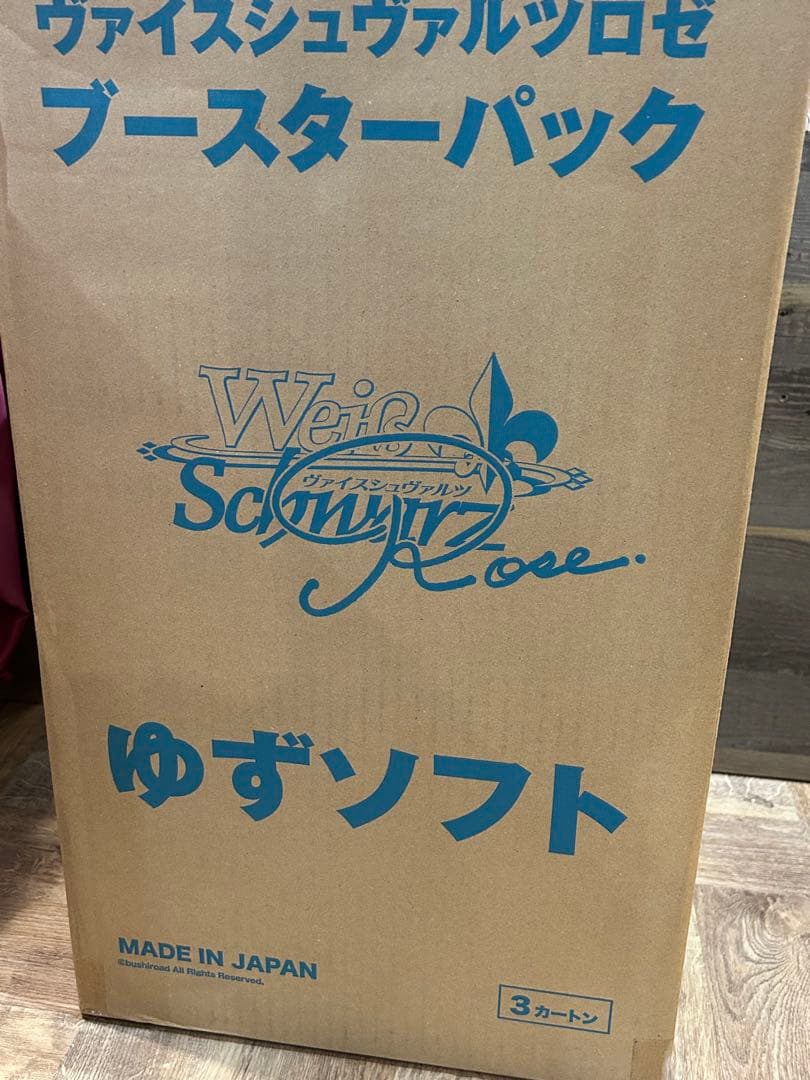 ヴァイスシュヴァルツロゼ
ブースターパック
Weiß
Schwarz
ヴァイスシュヴァルツ
Rose.
ゆずソフト
MADE IN JAPAN
©bushiroad All Rights Reserved.
3カートン